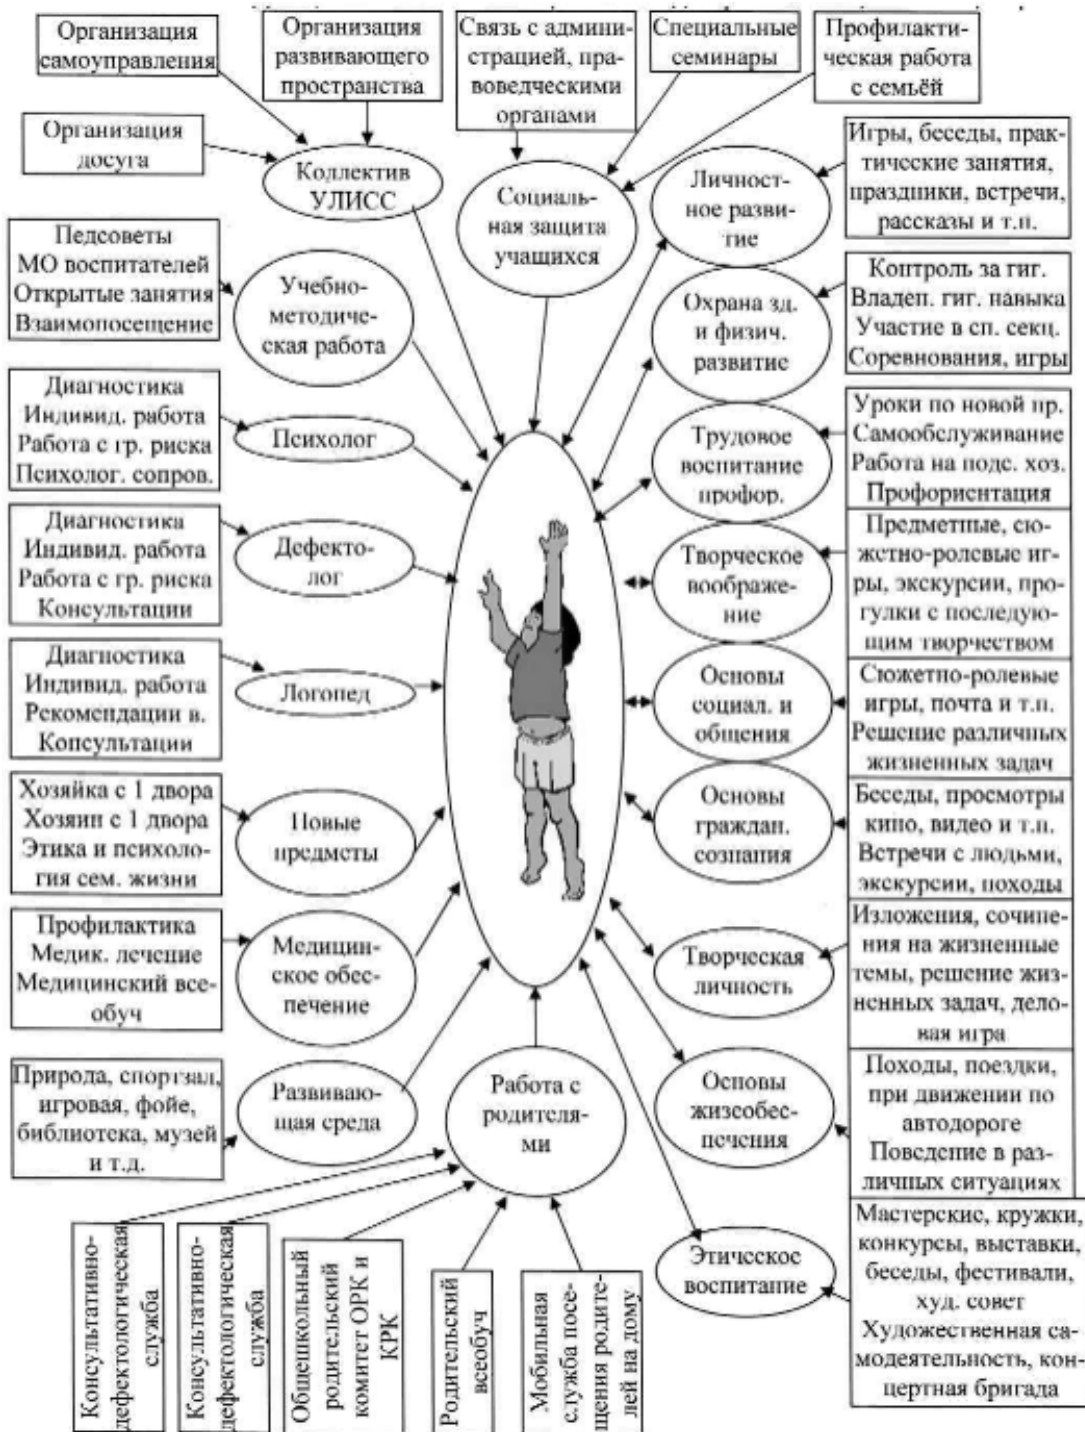 Организация
самоуправления
Организация
развивающего
пространства
Связь с админи-
страцией, пра-
воведческими
органами
Специальные
семинары
Профилакти-
ческая работа
с семьёй
Организация
досуга
Коллектив
УЛИСС
Социаль-
ная защита
учащихся
Личност-
ное разви-
тие
Игры, беседы, прак-
тические занятия,
праздники, встречи,
рассказы и т.п.
Педсоветы
МО воспитателей
Открытые занятия
Взаимопосещение
Учебно-
методиче-
ская работа
Охрана зд.
и физич.
развитие
Контроль за гиг.
Владен. гиг. навыка
Участие в сп. секц.
Соревнования, игры
Диагностика
Индивид. работа
Работа с гр. риска
Психолог. сопров.
Психолог
Трудовое
воспитание
профор.
Уроки по новой пр.
Самообслуживание
Работа на подс. хоз.
Профориентация
Диагностика
Индивид. работа
Работа с гр. риска
Консультации
Дефекто-
лог
Творческое
воображе-
ние
Предметные, сю-
жетно-ролевые иг-
ры, экскурсии, про-
гулки с последую-
щим творчеством
Диагностика
Индивид. работа
Рекомендации в.
Консультации
Логопед
Основы
социал. и
общения
Сюжетно-ролевые
игры, почта и т.п.
Решение различных
жизненных задач
Хозяйка с 1 двора
Хозяин с 1 двора
Этика и психоло-
гия сем. жизни
Новые
предметы
Основы
граждан.
сознания
Беседы, просмотры
кино, видео и т.п.
Встречи с людьми,
экскурсии, походы
Профилактика
Медик. лечение
Медицинский все-
обуч
Медицин-
ское обес-
печение
Творческая
личность
Изложения, сочине-
ния на жизненные
темы, решение жиз-
ненных задач, дело-
вая игра
Природа, спортзал,
игровая, фойе,
библиотека, музей
и т.д.
Развиваю-
щая среда
Работа с
родителя-
ми
Основы
жизеобес-
печения
Походы, поездки,
при движении по
автодороге
Поведение в раз-
личных ситуациях
Этическое
воспитание
Мастерские, кружки,
конкурсы, выставки,
беседы, фестивали,
худ. совет
Художественная са-
модеятельность, кон-
цертная бригада
Консультативно-
дефектологическая
служба
Консультативно-
дефектологическая
служба
Общешкольный
родительский
комитет ОРК и
КРК
Родительский
всеобуч
Мобильная
служба посе-
щения родите-
лей на дому